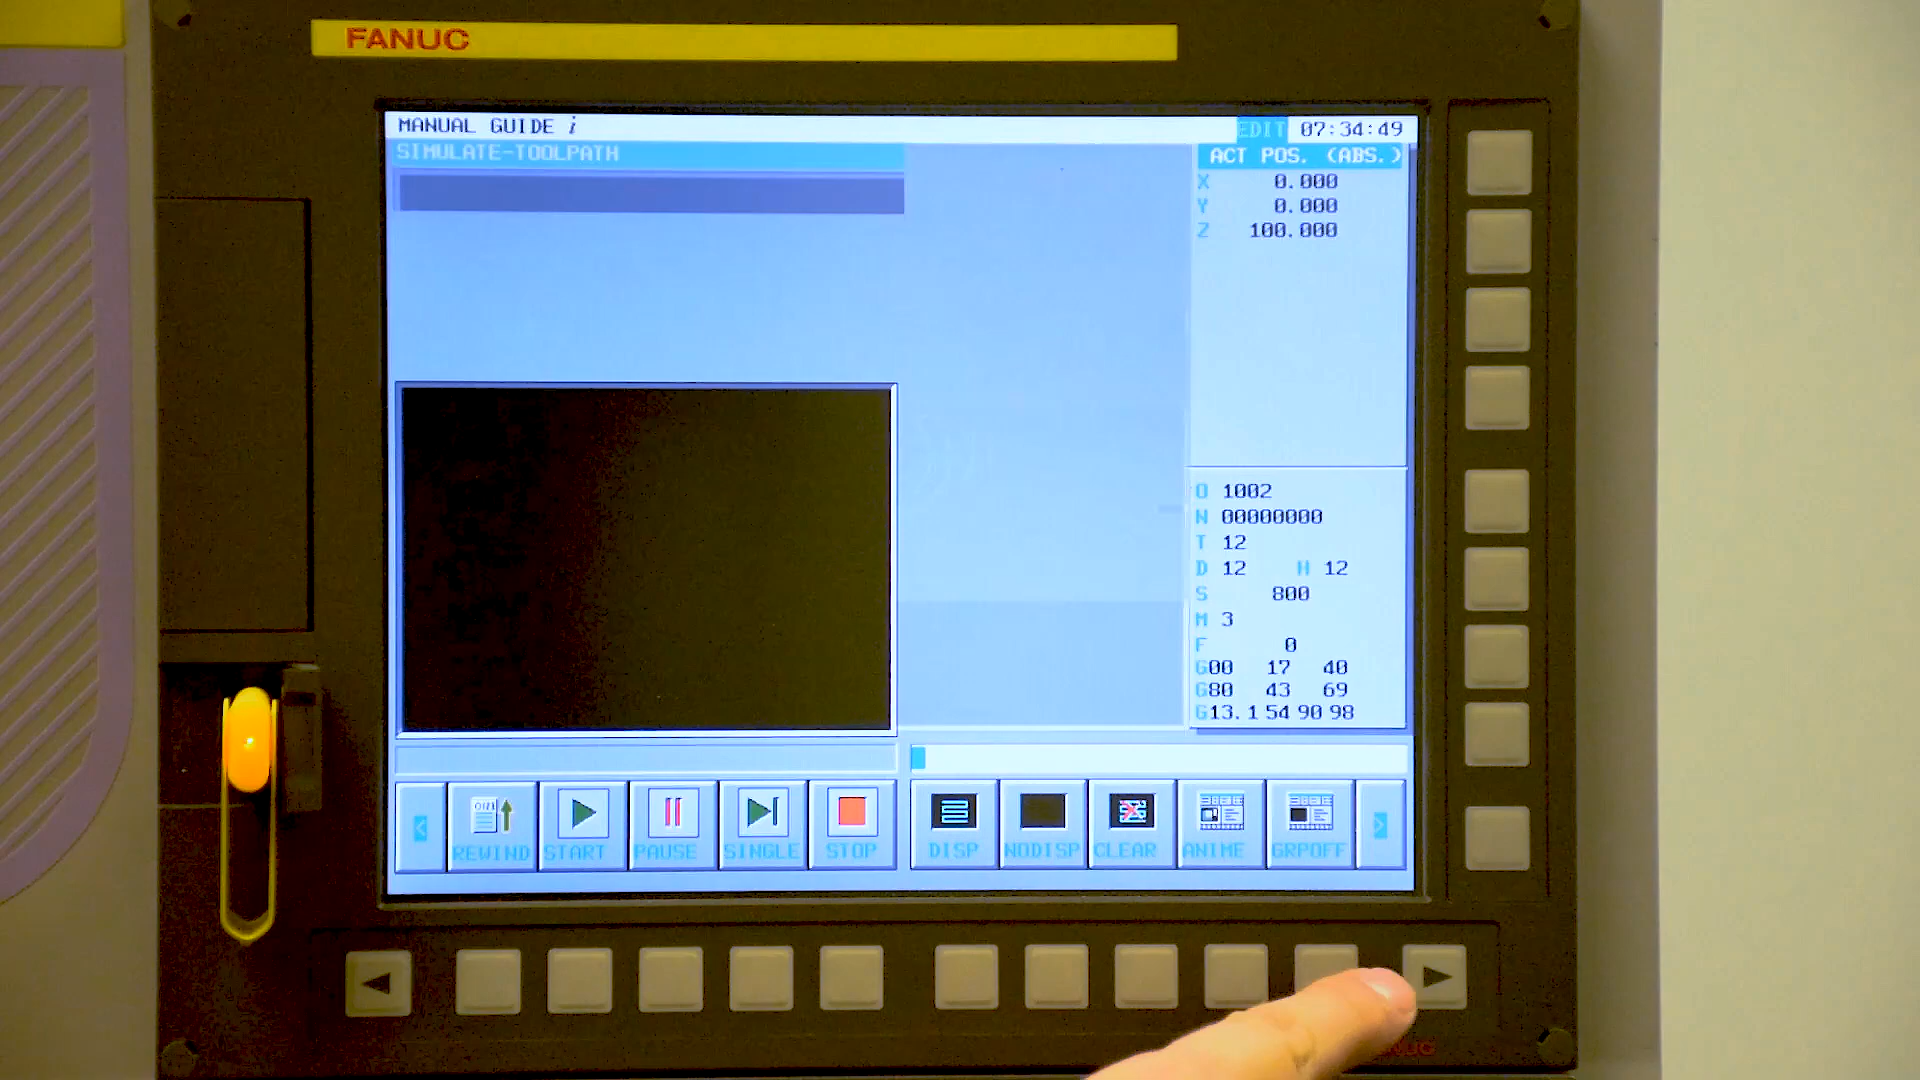 FANUC
MANUAL GUIDE i
EDIT 07:34:49
SIMULATE-TOOLPATH
ACT POS. (ABS.)
X 0.000
Y 0.000
Z 100.000
O 1002
N 00000000
T 12
D 12 H 12
S 800
M 3
F 0
G00 17 40
G80 43 69
G13.1 54 90 98
< REWIND START PAUSE SINGLE STOP DISP NODISP CLEAR ANIME GRPOFF >